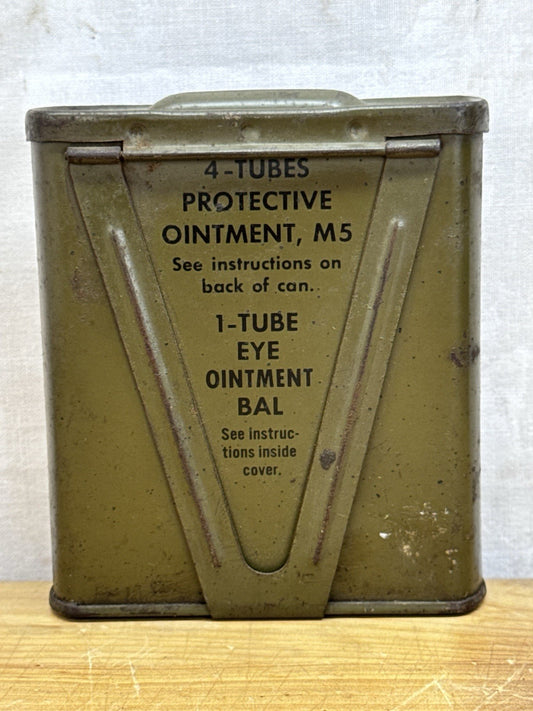 4-TUBES
PROTECTIVE
OINTMENT, M5
See instructions on
back of can.
1-TUBE
EYE
OINTMENT
BAL
See instruc-
tions inside
cover.